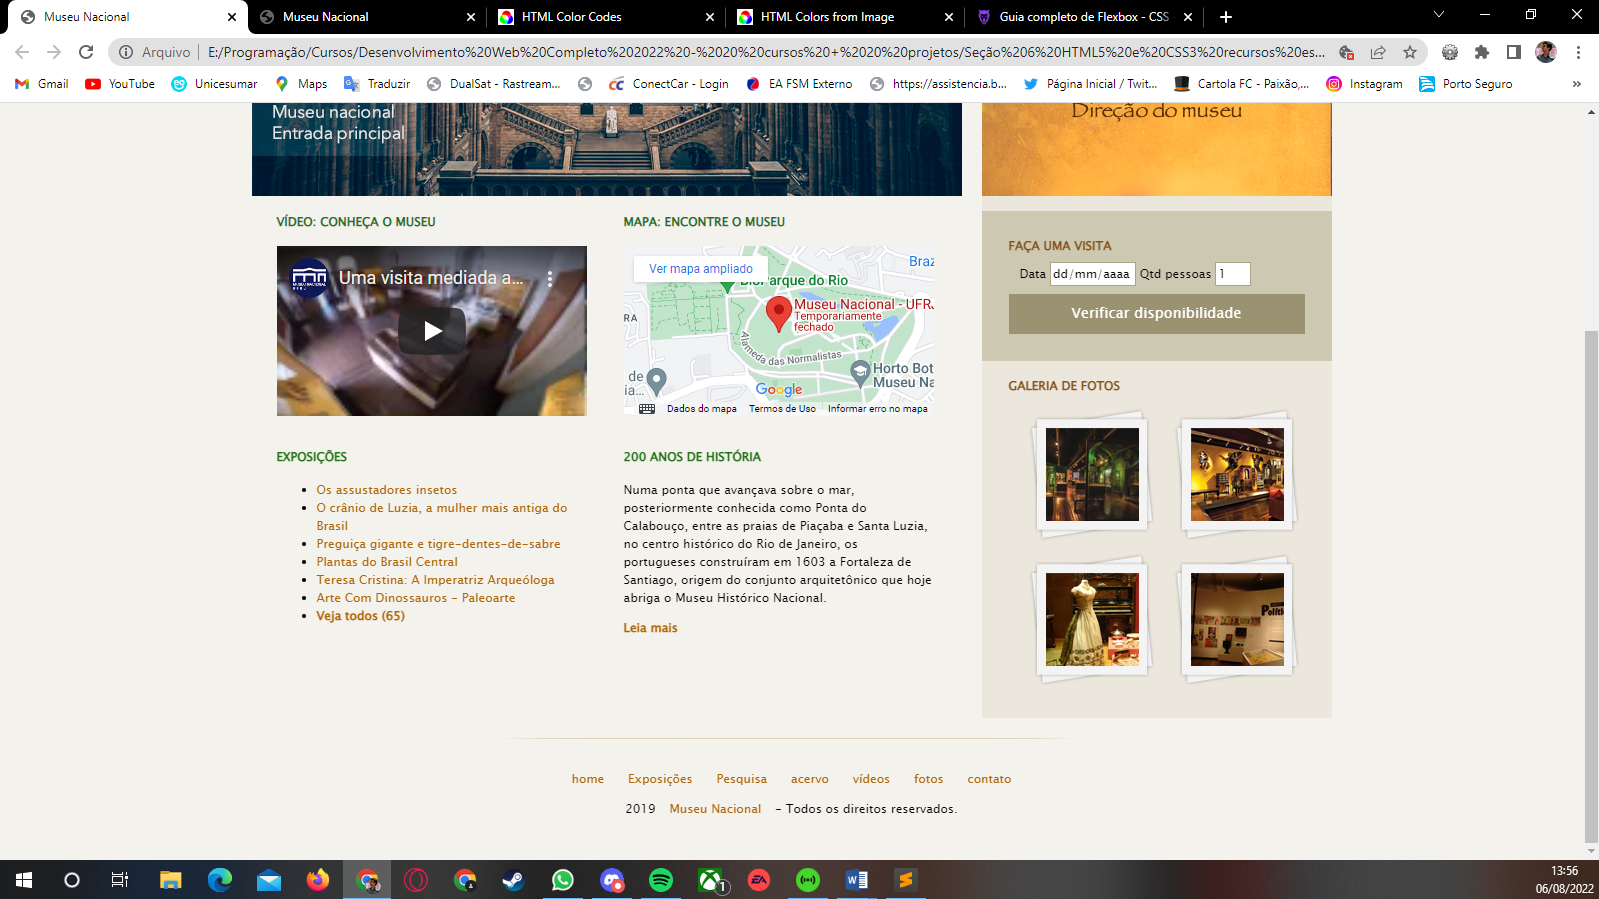 Museu Nacional
Museu Nacional
HTML Color Codes
HTML Colors from Image
Guia completo de Flexbox - CSS
Arquivo | E:/Programação/Cursos/Desenvolvimento%20Web%20Completo%202022%20-%2020%20cursos%20+%2020%20projetos/Seção%206%20HTML5%20e%20CSS3%20recursos%20es...
Gmail
YouTube
Unicesumar
Maps
Traduzir
DualSat - Rastream...
ConectCar - Login
EA FSM Externo
https://assistencia.b...
Página Inicial / Twit...
Cartola FC - Paixão,...
Instagram
Porto Seguro
»
Museu nacional
Entrada principal
Direção do museu
VÍDEO: CONHEÇA O MUSEU
Uma visita mediada a...
MUSEU NACIONAL
UFRJ
MAPA: ENCONTRE O MUSEU
Ver mapa ampliado
Braz
BioParque do Rio
Museu Nacional - UFRJ
Temporariamente
fechado
RA
Alameda das Normalistas
de
ia...
Horto Bot
Museu Na
Google
Dados do mapa
Termos de Uso
Informar erro no mapa
FAÇA UMA VISITA
Data dd/mm/aaaa Qtd pessoas 1
Verificar disponibilidade
GALERIA DE FOTOS
Polític
EXPOSIÇÕES
Os assustadores insetos
O crânio de Luzia, a mulher mais antiga do
Brasil
Preguiça gigante e tigre-dentes-de-sabre
Plantas do Brasil Central
Teresa Cristina: A Imperatriz Arqueóloga
Arte Com Dinossauros - Paleoarte
Veja todos (65)
200 ANOS DE HISTÓRIA
Numa ponta que avançava sobre o mar,
posteriormente conhecida como Ponta do
Calabouço, entre as praias de Piaçaba e Santa Luzia,
no centro histórico do Rio de Janeiro, os
portugueses construíram em 1603 a Fortaleza de
Santiago, origem do conjunto arquitetônico que hoje
abriga o Museu Histórico Nacional.
Leia mais
home
Exposições
Pesquisa
acervo
vídeos
fotos
contato
2019 Museu Nacional - Todos os direitos reservados.
1
EA
W
13:56
06/08/2022